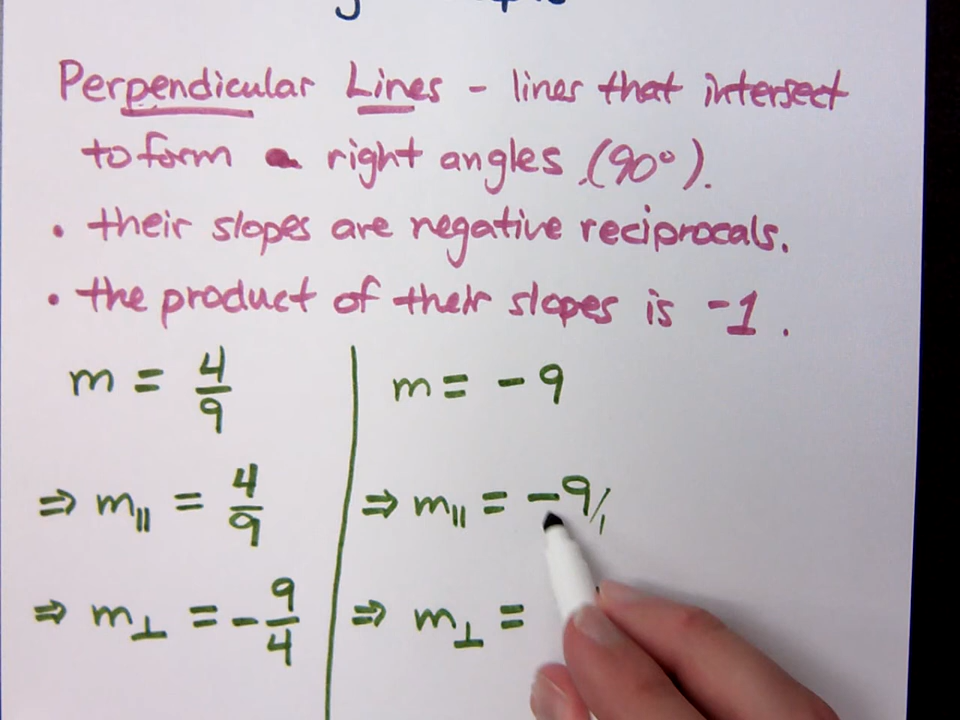 Perpendicular Lines - lines that intersect
to form right angles (90°).
• their slopes are negative reciprocals.
• the product of their slopes is -1.
m = 4/9
⇒ m∥ = 4/9
⇒ m⊥ = -9/4
m = -9
⇒ m∥ = -9/1
⇒ m⊥ =